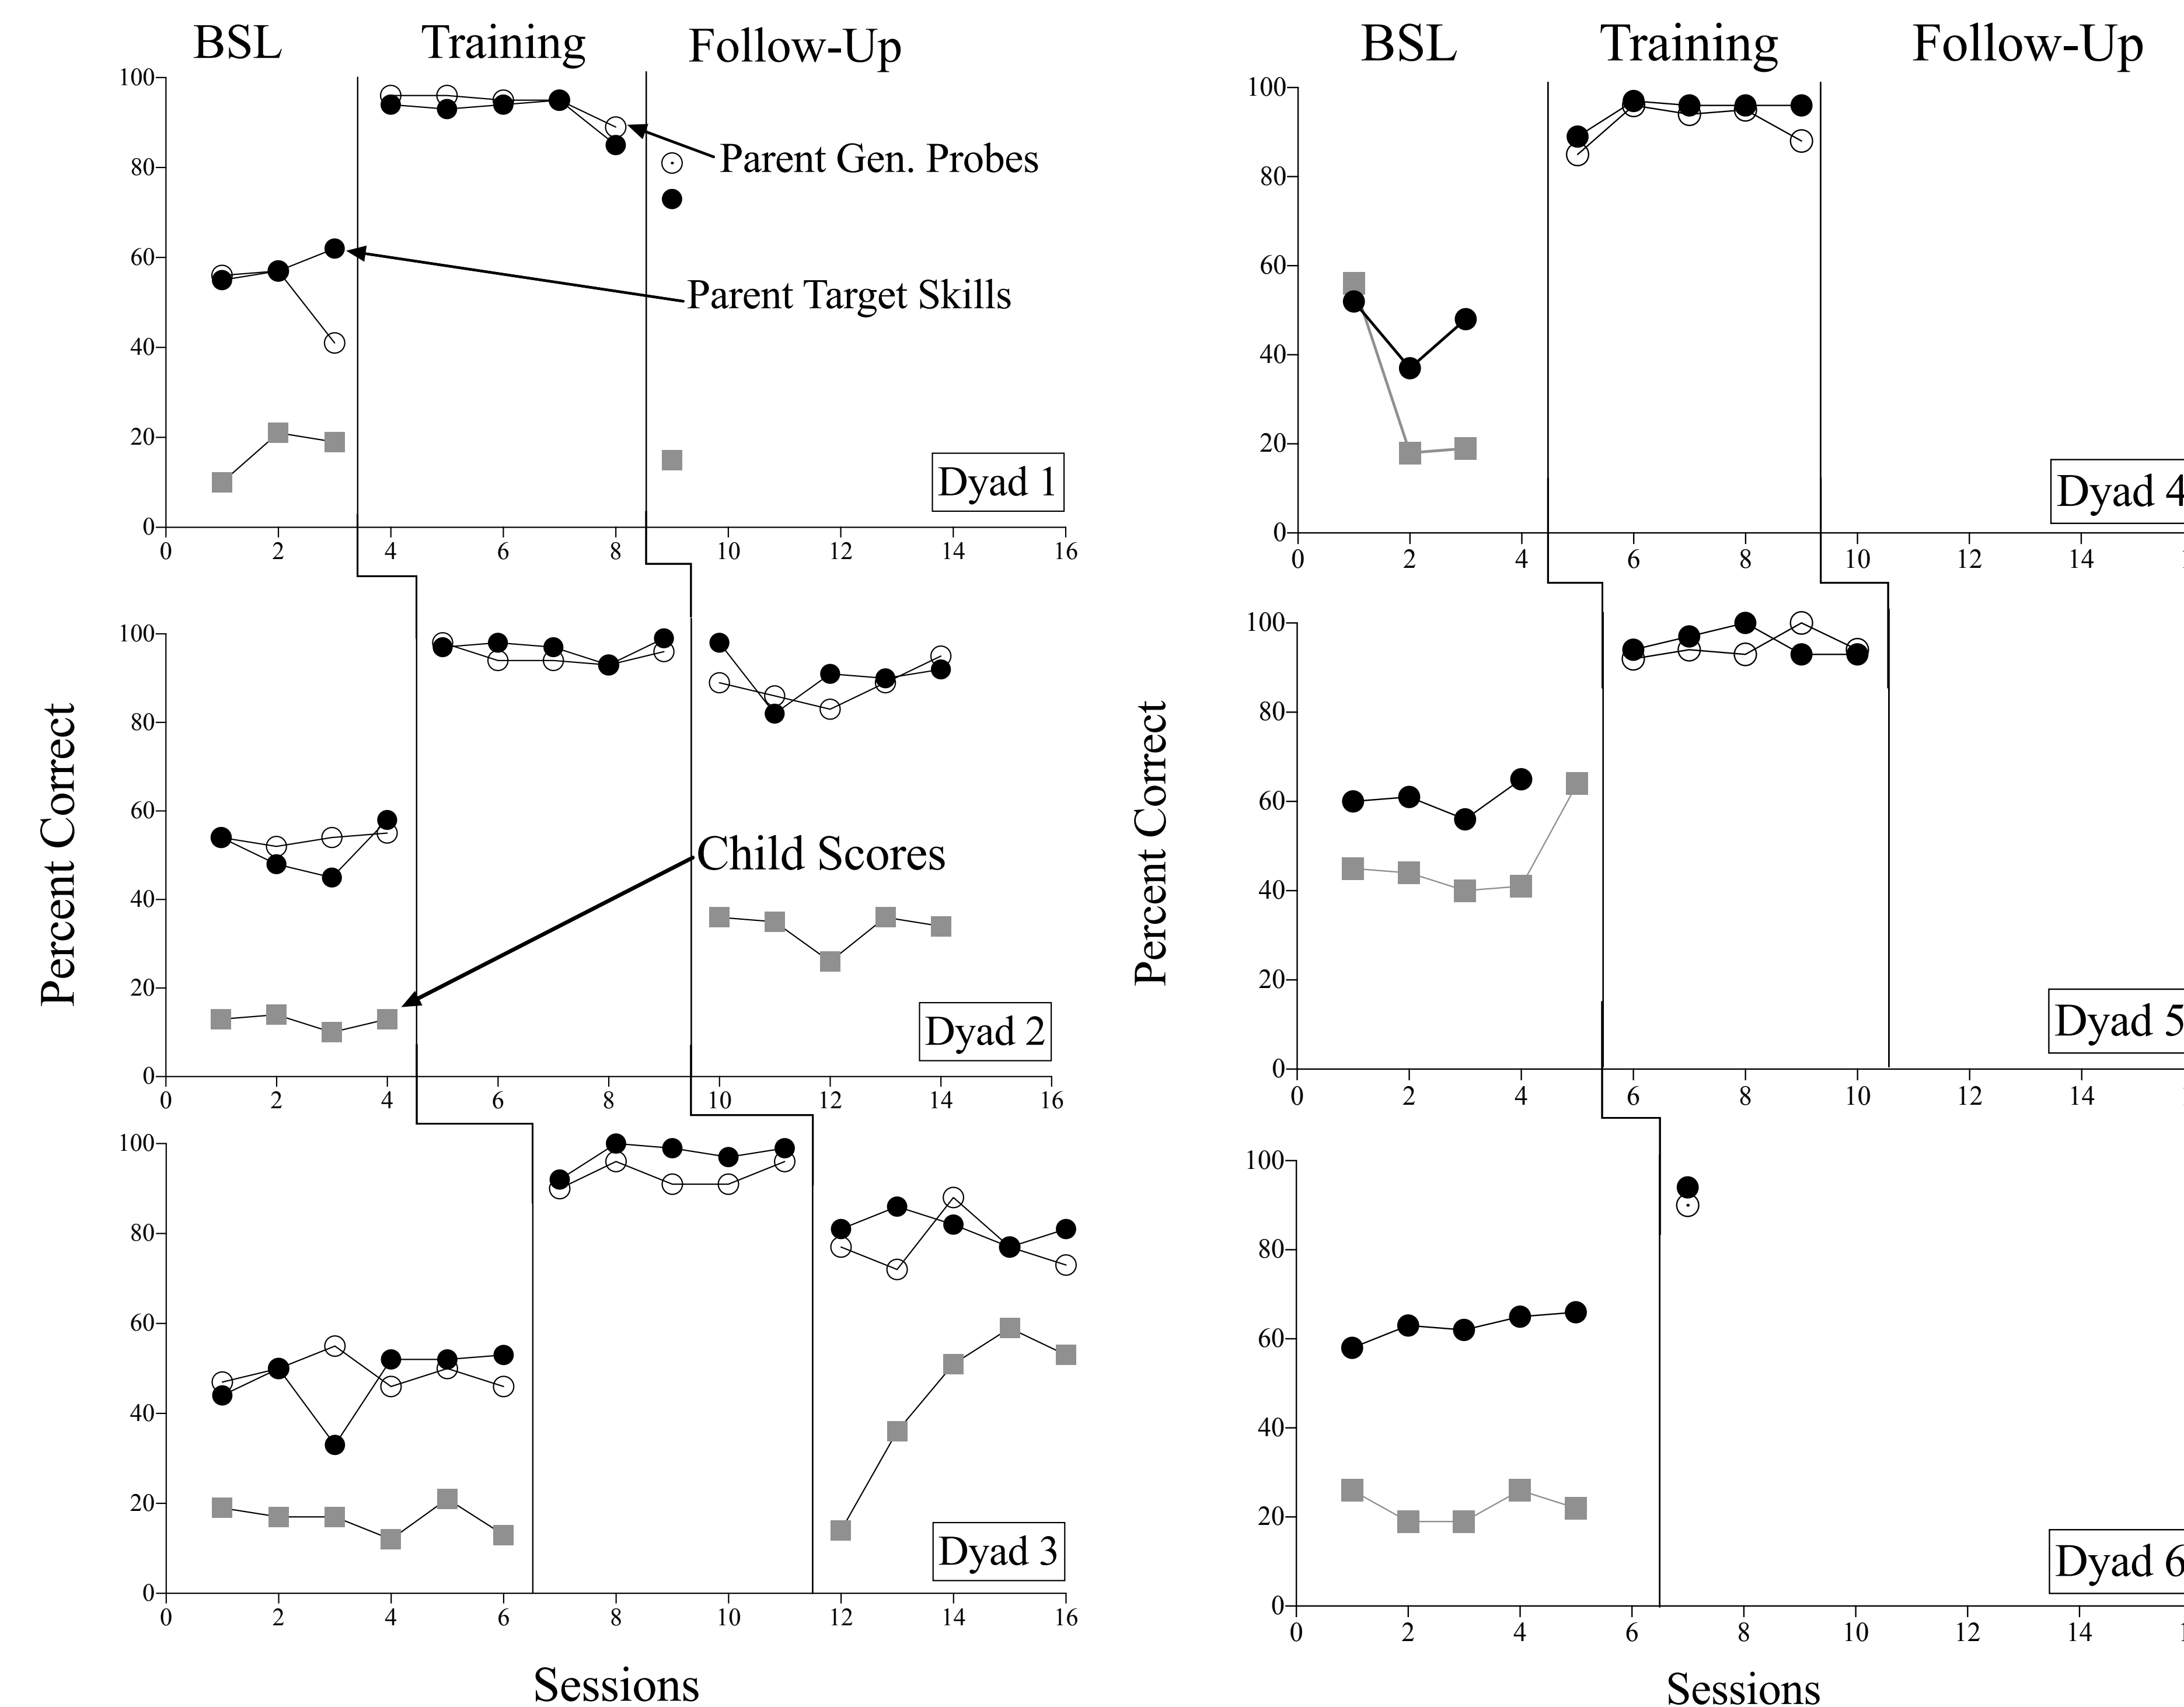 BSL Training Follow-Up
100
80
60
40
20
0
0 2 4 6 8 10 12 14 16
Parent Gen. Probes
Parent Target Skills
Dyad 1
Percent Correct
100
80
60
40
20
0
0 2 4 6 8 10 12 14 16
Child Scores
Dyad 2
100
80
60
40
20
0
0 2 4 6 8 10 12 14 16
Dyad 3
Sessions
BSL Training Follow-Up
100
80
60
40
20
0
0 2 4 6 8 10 12 14
Dyad 4
Percent Correct
100
80
60
40
20
0
0 2 4 6 8 10 12 14
Dyad 5
100
80
60
40
20
0
0 2 4 6 8 10 12 14
Dyad 6
Sessions